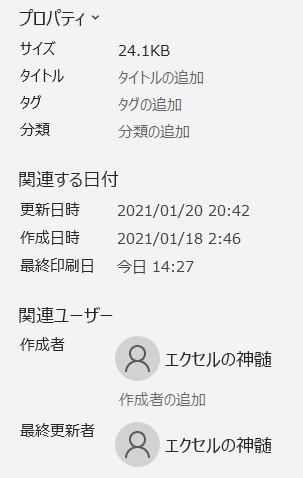 プロパティ
サイズ 24.1KB
タイトル タイトルの追加
タグ タグの追加
分類 分類の追加
関連する日付
更新日時 2021/01/20 20:42
作成日時 2021/01/18 2:46
最終印刷日 今日 14:27
関連ユーザー
作成者 エクセルの神髄
作成者の追加
最終更新者 エクセルの神髄